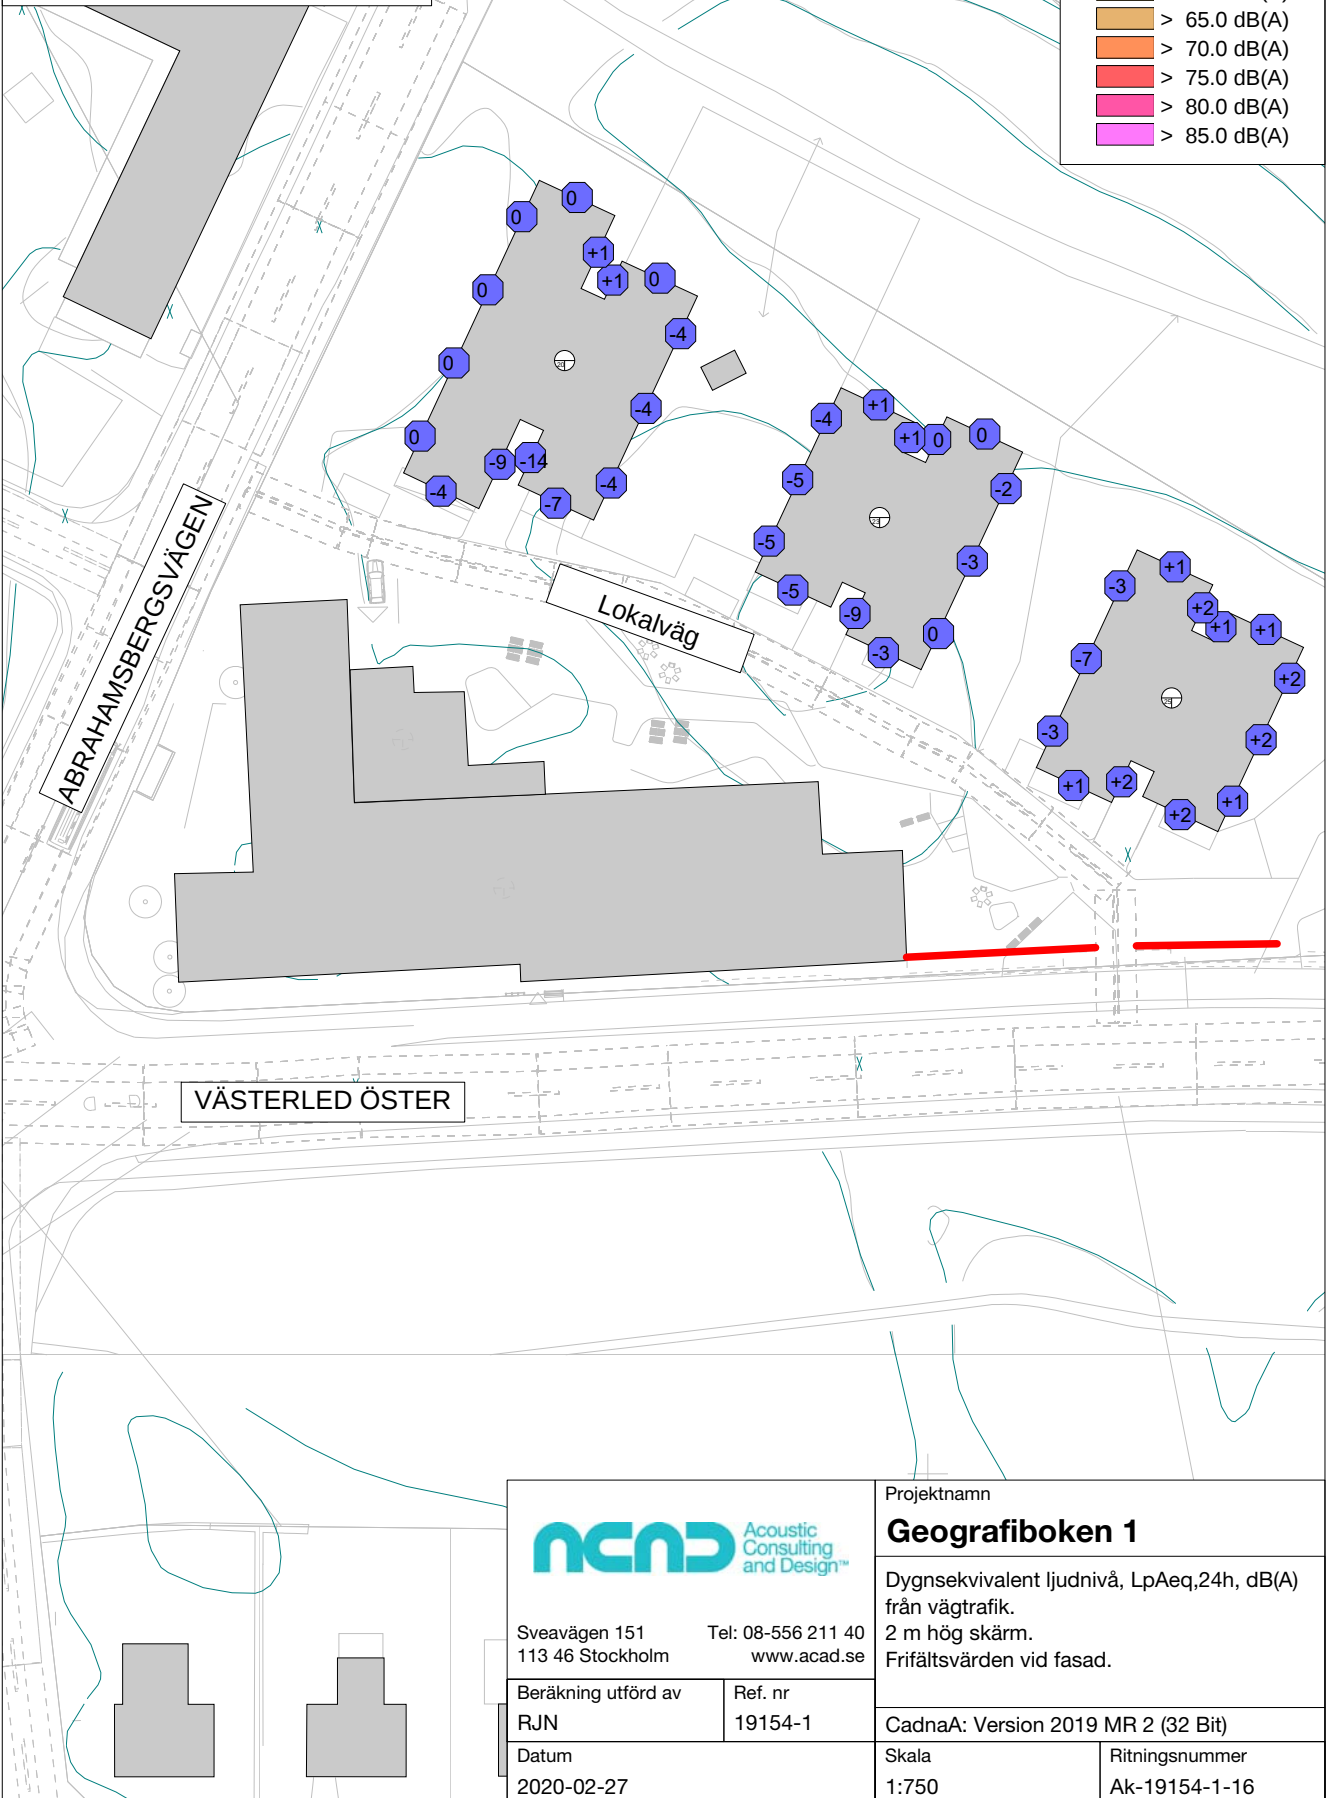 > 65.0 dB(A)
> 70.0 dB(A)
> 75.0 dB(A)
> 80.0 dB(A)
> 85.0 dB(A)
0
0
+1
+1
0
0
-4
0
-4
0
-9
-14
-4
-4
-7
-4
+1
+1
0
0
-5
-2
-5
-3
-5
-9
0
-3
+1
-3
+2
+1
+1
-7
+2
-3
+2
+1
+2
+1
+2
ABRAHAMSBERGSVÄGEN
Lokalväg
VÄSTERLED ÖSTER
ACAD
Acoustic
Consulting
and Design™
Sveavägen 151
113 46 Stockholm
Tel: 08-556 211 40
www.acad.se
Beräkning utförd av
RJN
Ref. nr
19154-1
Datum
2020-02-27
Projektnamn
Geografiboken 1
Dygnsekvivalent ljudnivå, LpAeq,24h, dB(A)
från vägtrafik.
2 m hög skärm.
Frifältsvärden vid fasad.
CadnaA: Version 2019 MR 2 (32 Bit)
Skala
1:750
Ritningsnummer
Ak-19154-1-16